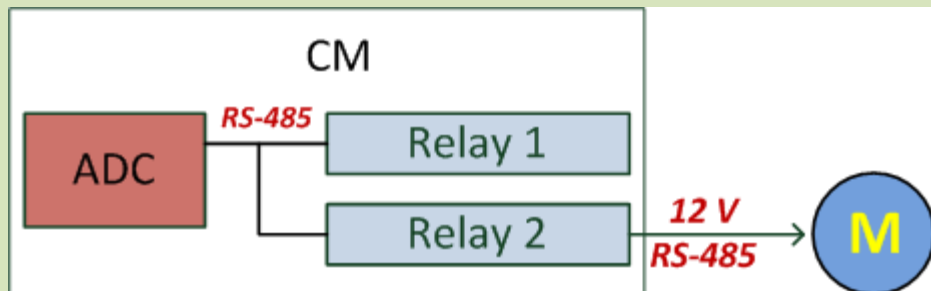 CM
RS-485
ADC
Relay 1
Relay 2
12 V
RS-485
M